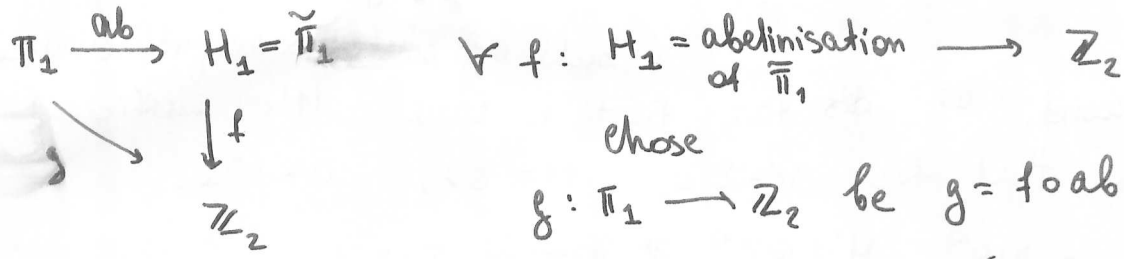 π₁ —ab→ H₁ = π̃₁ ∀ f : H₁ = abelinisation of π̄₁ ⟶ ℤ₂
g ↘ ↓ f chose
ℤ₂ g : π₁ ⟶ ℤ₂ be g = f ∘ ab